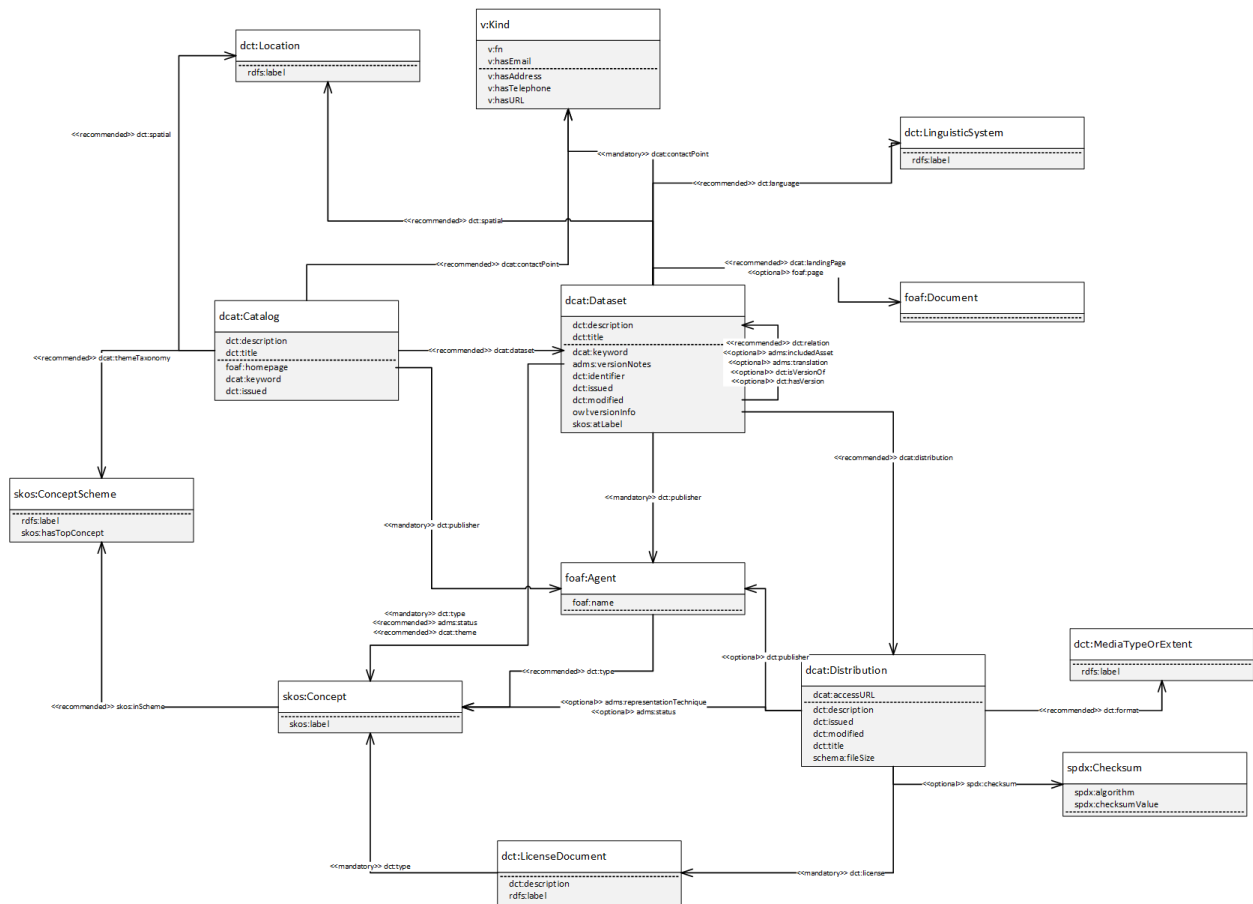 v:Kind
v:fn
v:hasEmail
v:hasAddress
v:hasTelephone
v:hasURL
dct:Location
rdfs:label
<<recommended>> dct:spatial
dct:LinguisticSystem
rdfs:label
<<mandatory>> dcat:contactPoint
<<recommended>> dct:language
<<recommended>> dct:spatial
<<recommended>> dcat:contactPoint
<<recommended>> dcat:landingPage
<<optional>> foaf:page
foaf:Document
dcat:Catalog
dct:description
dct:title
foaf:homepage
dcat:keyword
dct:issued
<<recommended>> dcat:dataset
dcat:Dataset
dct:description
dct:title
dcat:keyword
adms:versionNotes
dct:identifier
dct:issued
dct:modified
owl:versionInfo
skos:atLabel
<<recommended>> dct:relation
<<optional>> adms:includedAsset
<<optional>> adms:translation
<<optional>> dct:isVersionOf
<<optional>> dct:hasVersion
<<recommended>>
dcat:themeTaxonomy
<<recommended>> dcat:distribution
skos:ConceptScheme
rdfs:label
skos:hasTopConcept
<<mandatory>> dct:publisher
<<mandatory>> dct:publisher
foaf:Agent
foaf:name
<<mandatory>> dct:type
<<recommended>> adms:status
<<recommended>> dcat:theme
<<recommended>> dct:type
<<optional>> dct:publisher
dcat:Distribution
dcat:accessURL
dct:description
dct:issued
dct:modified
dct:title
schema:fileSize
dct:MediaTypeOrExtent
rdfs:label
<<recommended>> skos:inScheme
skos:Concept
skos:label
<<optional>> adms:representationTechnique
<<optional>> adms:status
<<recommended>> dct:format
spdx:Checksum
spdx:algorithm
spdx:checksumValue
<<optional>> spdx:checksum
<<mandatory>> dct:type
dct:LicenseDocument
dct:description
rdfs:label
<<mandatory>> dct:license